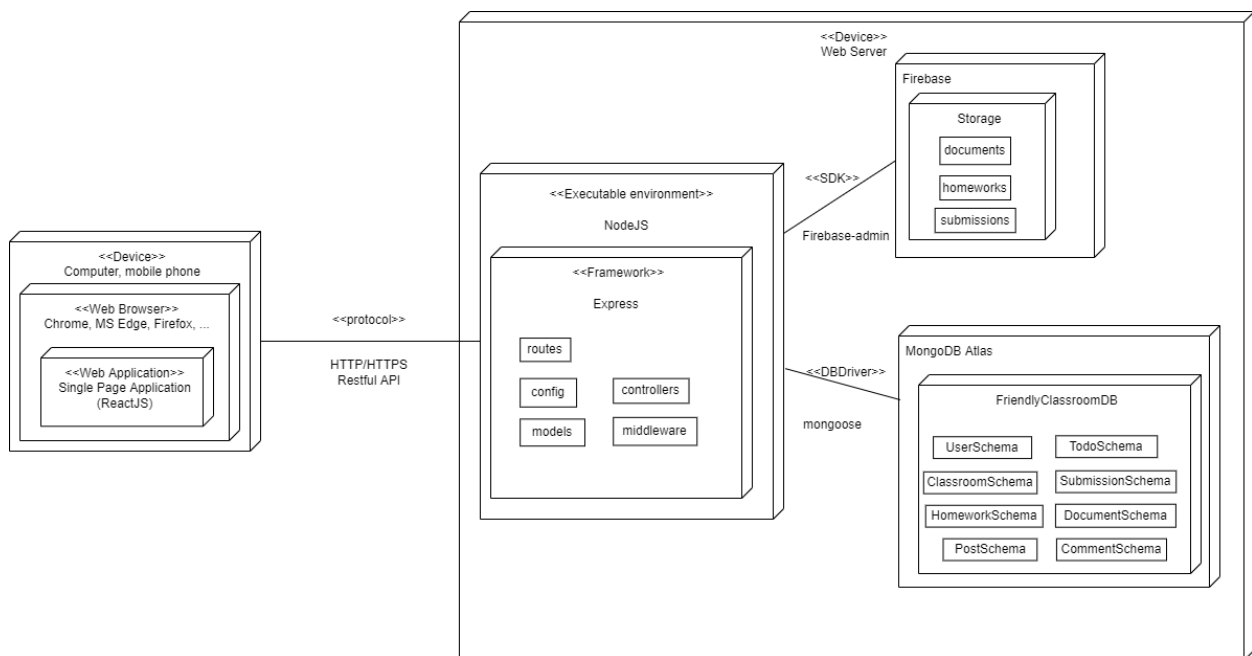 <<Device>>
Web Server
Firebase
Storage
documents
homeworks
submissions
<<SDK>>
Firebase-admin
<<Executable environment>>
NodeJS
<<Framework>>
Express
routes
config
controllers
models
middleware
<<Device>>
Computer, mobile phone
<<Web Browser>>
Chrome, MS Edge, Firefox, ...
<<Web Application>>
Single Page Application
(ReactJS)
<<protocol>>
HTTP/HTTPS
Restful API
<<DBDriver>>
mongoose
MongoDB Atlas
FriendlyClassroomDB
UserSchema
TodoSchema
ClassroomSchema
SubmissionSchema
HomeworkSchema
DocumentSchema
PostSchema
CommentSchema